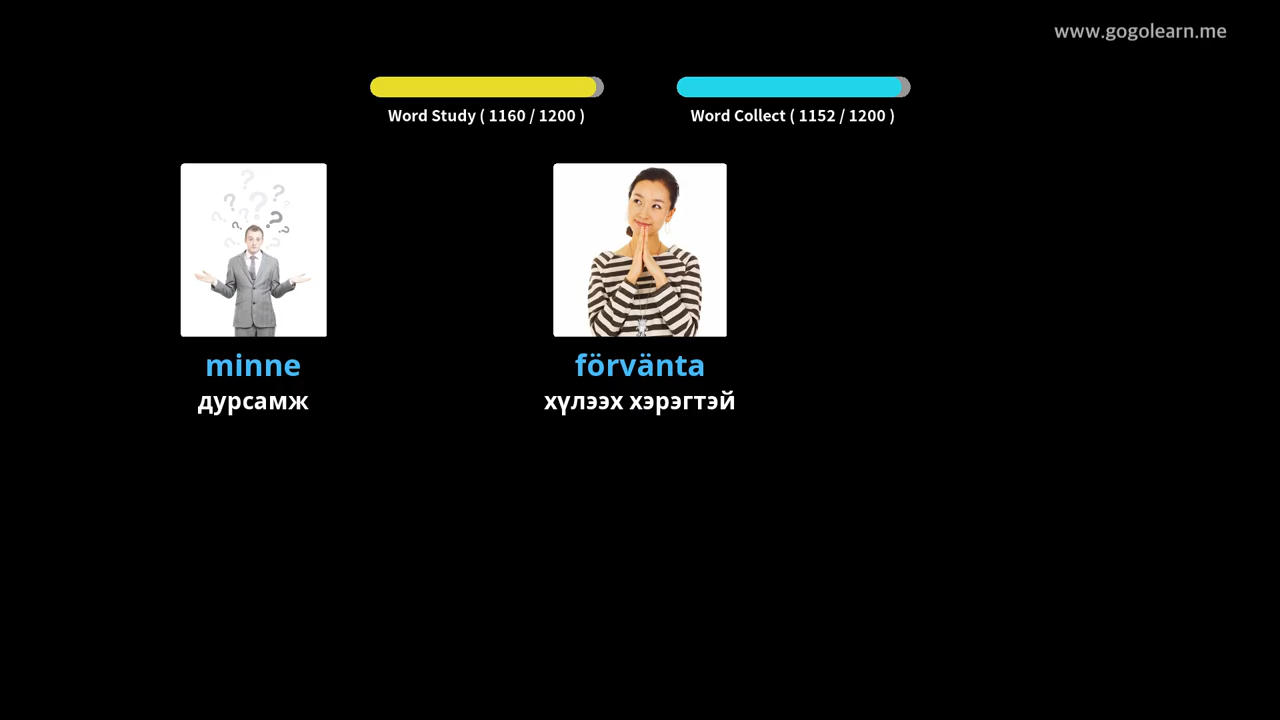 www.gogolearn.me
Word Study ( 1160 / 1200 )
Word Collect ( 1152 / 1200 )
minne
дурсамж
förvänta
хүлээх хэрэгтэй